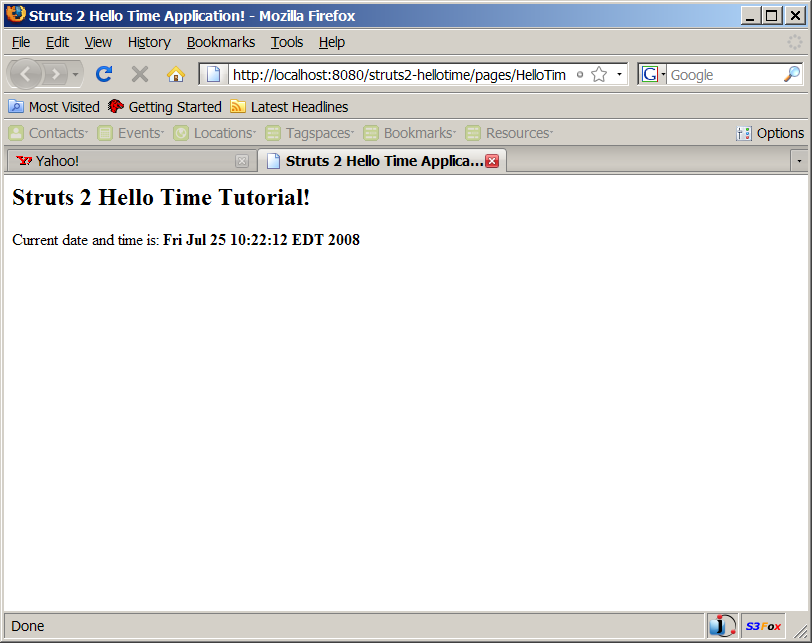 Struts 2 Hello Time Application! - Mozilla Firefox
File Edit View History Bookmarks Tools Help
http://localhost:8080/struts2-hellotime/pages/HelloTim G Google
Most Visited Getting Started Latest Headlines
Contacts Events Locations Tagspaces Bookmarks Resources Options
Yahoo! Struts 2 Hello Time Applica...
Struts 2 Hello Time Tutorial!
Current date and time is: Fri Jul 25 10:22:12 EDT 2008
Done S3Fox